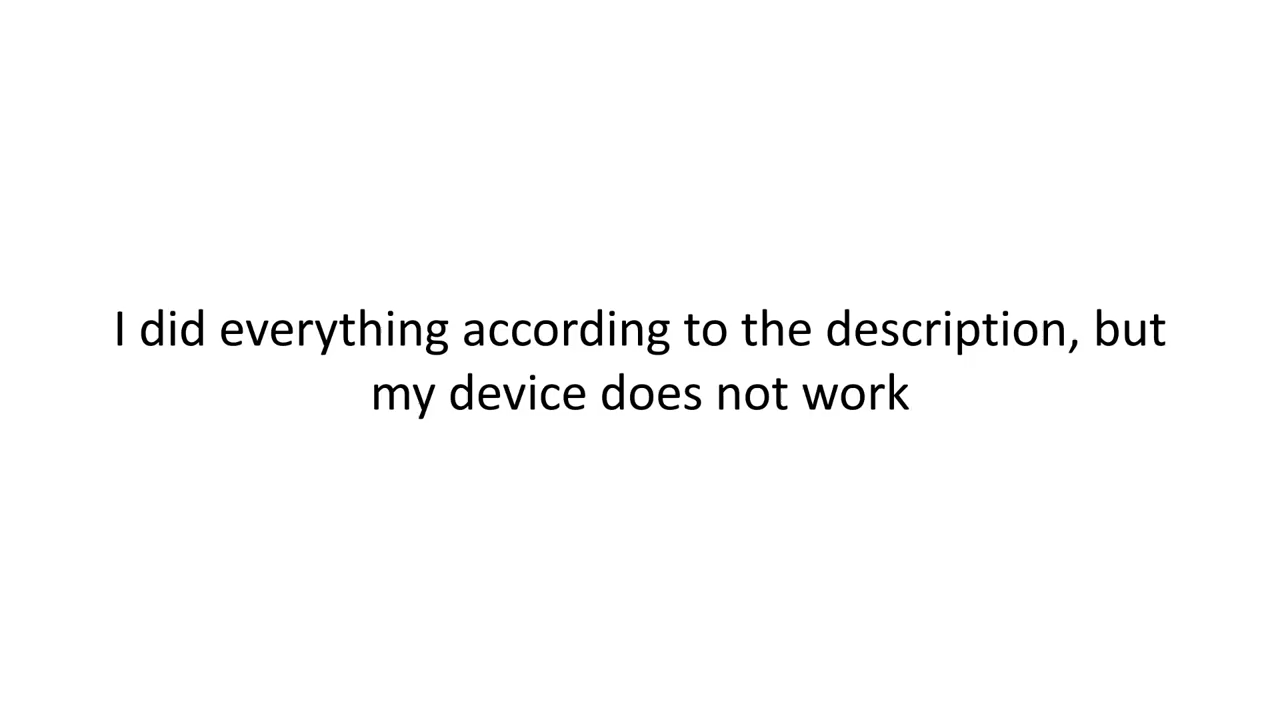 I did everything according to the description, but
my device does not work